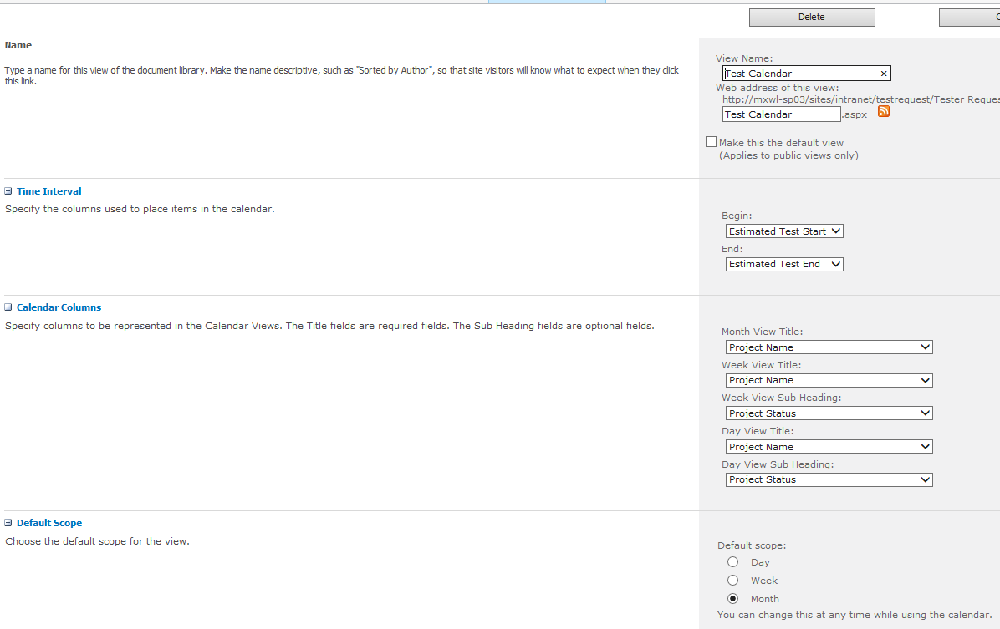 Delete
Name
Type a name for this view of the document library. Make the name descriptive, such as "Sorted by Author", so that site visitors will know what to expect when they click
this link.
View Name:
Test Calendar
Web address of this view:
http://mxwl-sp03/sites/intranet/testrequest/Tester Reques
Test Calendar .aspx
Make this the default view
(Applies to public views only)
Time Interval
Specify the columns used to place items in the calendar.
Begin:
Estimated Test Start
End:
Estimated Test End
Calendar Columns
Specify columns to be represented in the Calendar Views. The Title fields are required fields. The Sub Heading fields are optional fields.
Month View Title:
Project Name
Week View Title:
Project Name
Week View Sub Heading:
Project Status
Day View Title:
Project Name
Day View Sub Heading:
Project Status
Default Scope
Choose the default scope for the view.
Default scope:
Day
Week
Month
You can change this at any time while using the calendar.